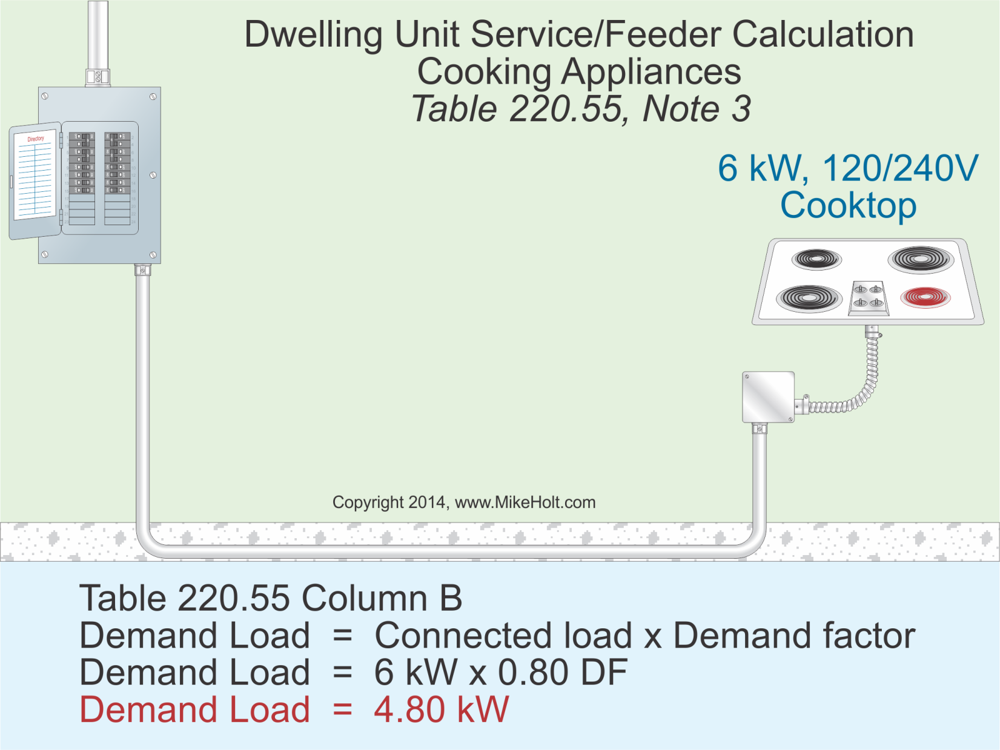 Dwelling Unit Service/Feeder Calculation
Cooking Appliances
Table 220.55, Note 3
Directory
6 kW, 120/240V
Cooktop
Copyright 2014, www.MikeHolt.com
Table 220.55 Column B
Demand Load = Connected load x Demand factor
Demand Load = 6 kW x 0.80 DF
Demand Load = 4.80 kW